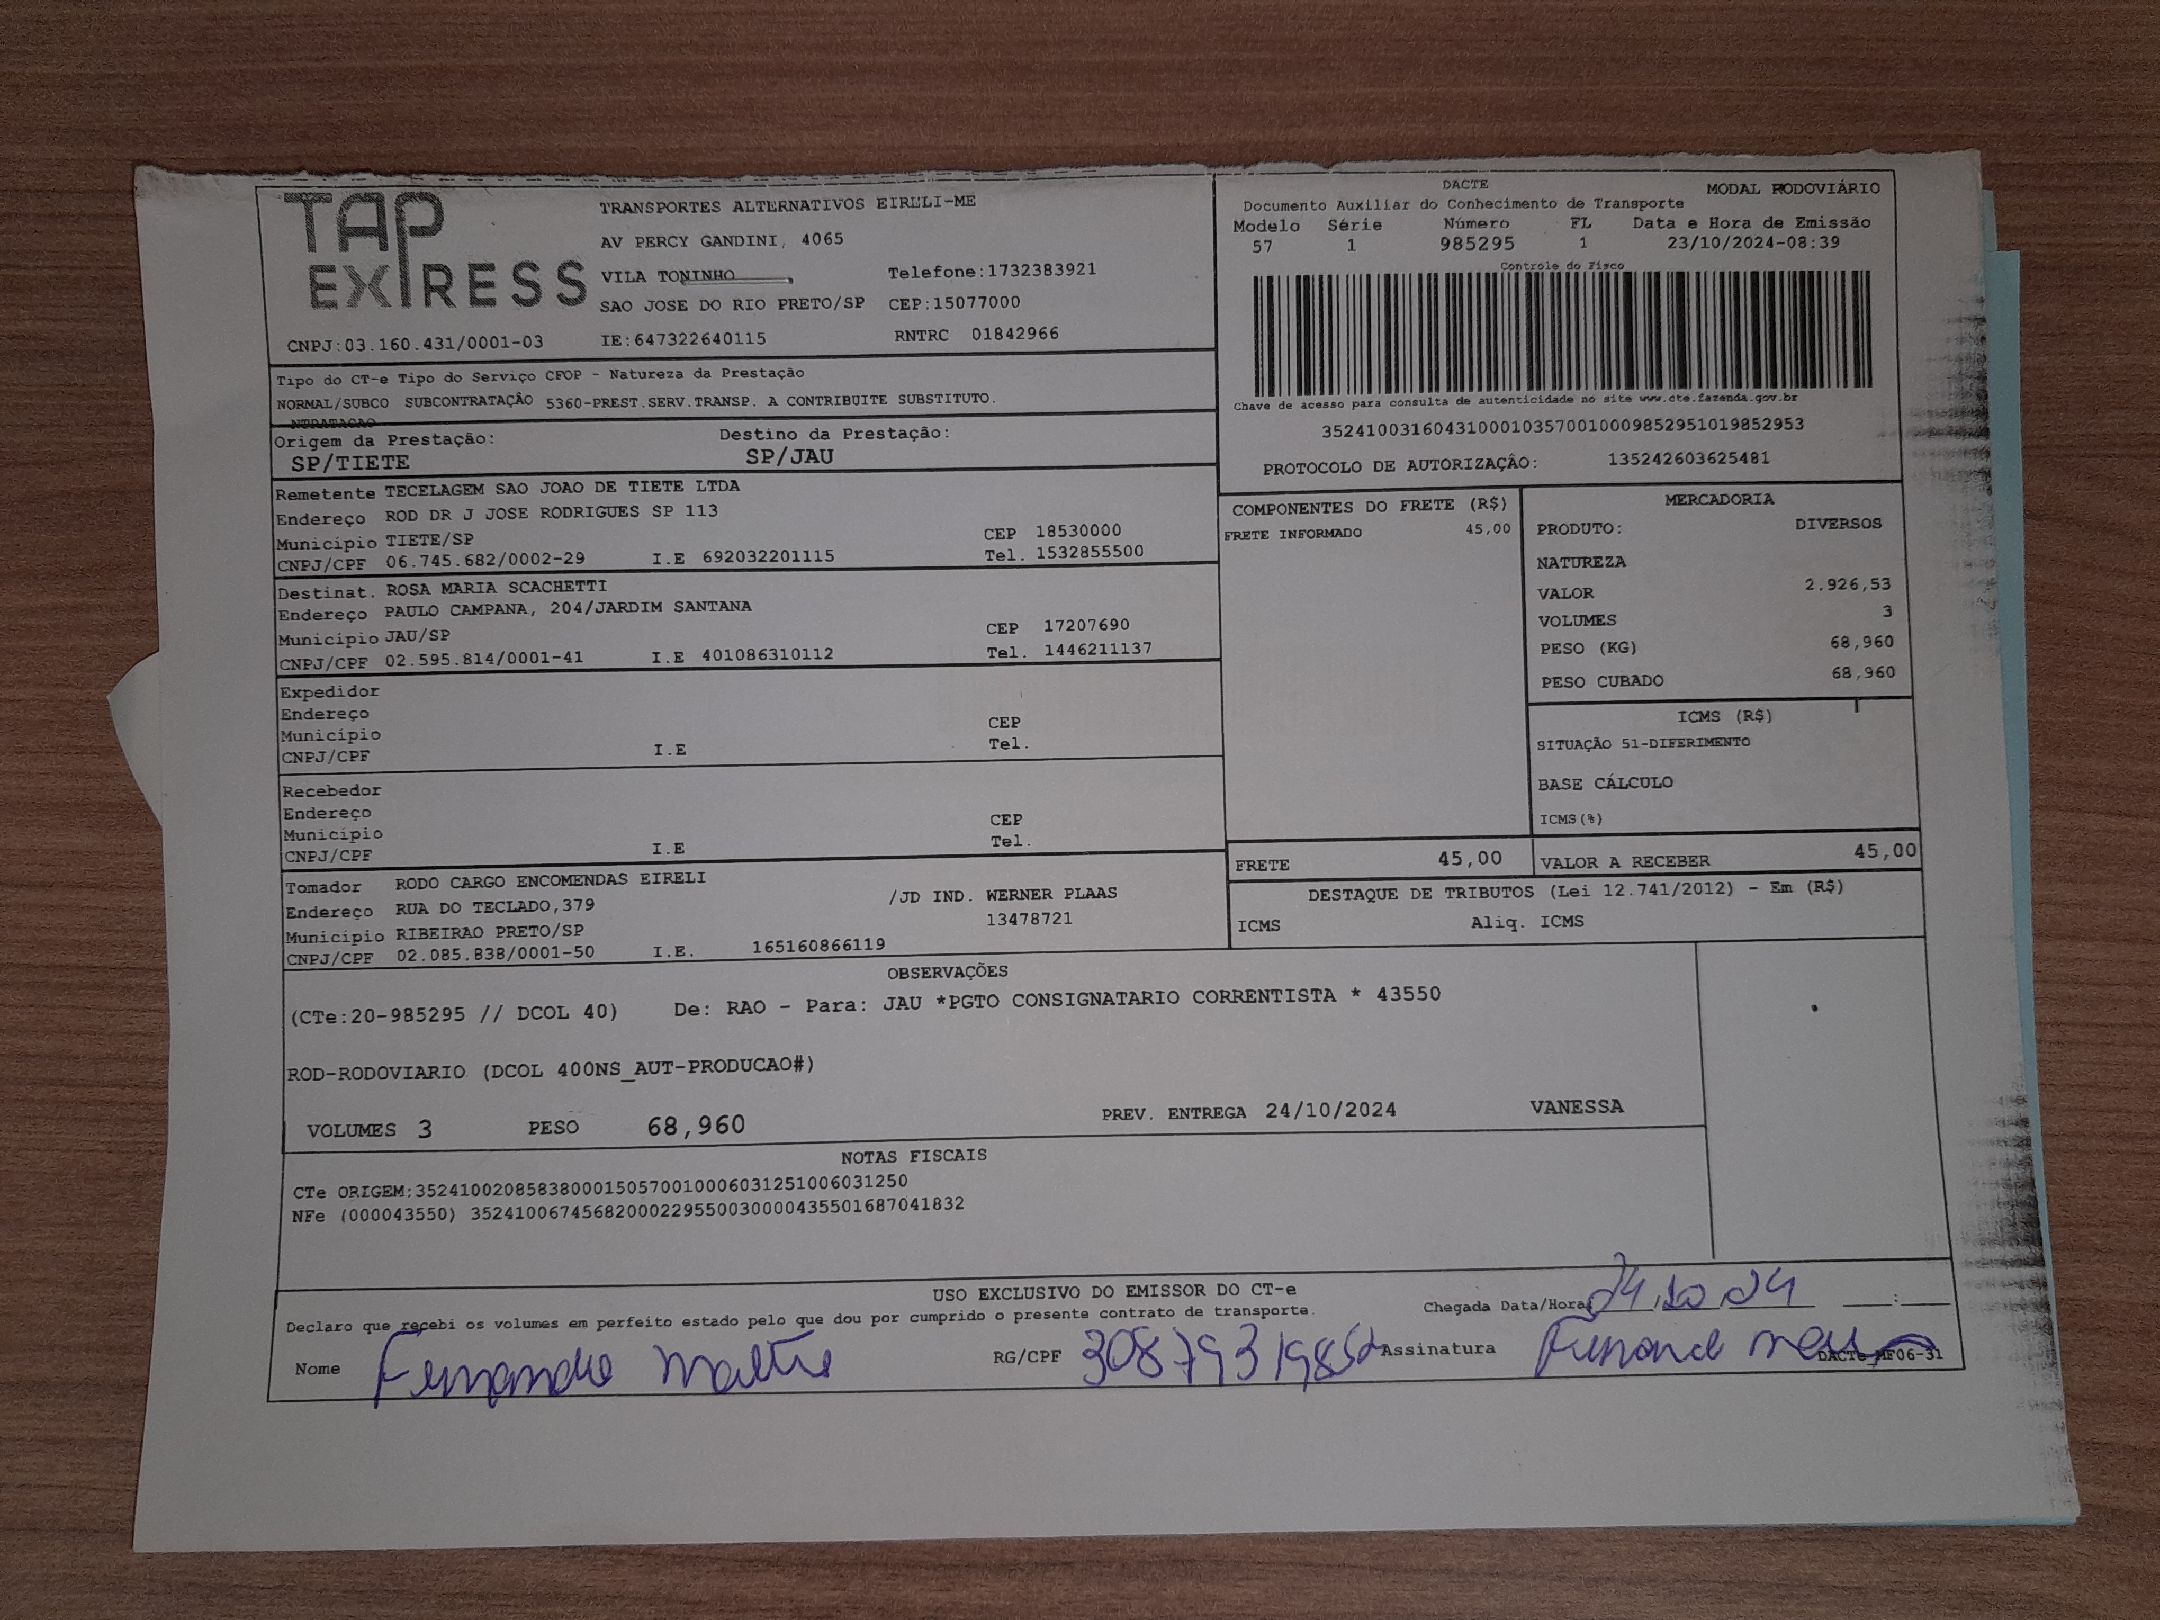 TAP EXPRESS
TRANSPORTES ALTERNATIVOS EIRELI-ME
AV PERCY GANDINI, 4065
VILA TONINHO , Telefone:1732383921
SAO JOSE DO RIO PRETO/SP CEP:15077000
CNPJ:03.160.431/0001-03 IE:647322640115 RNTRC 01842966
DACTE MODAL RODOVIÁRIO
Documento Auxiliar do Conhecimento de Transporte
Modelo Série Número FL Data e Hora de Emissão
57 1 985295 1 23/10/2024-08:39
Controle do Fisco
Chave de acesso para consulta de autenticidade no site www.cte.fazenda.gov.br
35241003160431000103570010009852951019852953
PROTOCOLO DE AUTORIZAÇÃO: 135242603625481
Tipo do CT-e Tipo do Serviço CFOP - Natureza da Prestação
NORMAL/SUBCO SUBCONTRATAÇÃO 5360-PREST.SERV.TRANSP. A CONTRIBUITE SUBSTITUTO.
NTRATACAO
Origem da Prestação: Destino da Prestação:
SP/TIETE SP/JAU
Remetente TECELAGEM SAO JOAO DE TIETE LTDA
Endereço ROD DR J JOSE RODRIGUES SP 113
Município TIETE/SP CEP 18530000
CNPJ/CPF 06.745.682/0002-29 I.E 692032201115 Tel. 1532855500
Destinat. ROSA MARIA SCACHETTI
Endereço PAULO CAMPANA, 204/JARDIM SANTANA
Município JAU/SP CEP 17207690
CNPJ/CPF 02.595.814/0001-41 I.E 401086310112 Tel. 1446211137
Expedidor
Endereço
Município CEP
CNPJ/CPF I.E Tel.
Recebedor
Endereço
Município CEP
CNPJ/CPF I.E Tel.
Tomador RODO CARGO ENCOMENDAS EIRELI
Endereço RUA DO TECLADO,379 /JD IND. WERNER PLAAS
Município RIBEIRAO PRETO/SP 13478721
CNPJ/CPF 02.085.838/0001-50 I.E. 165160866119
COMPONENTES DO FRETE (R$)
FRETE INFORMADO 45,00
MERCADORIA
PRODUTO: DIVERSOS
NATUREZA
VALOR 2.926,53
VOLUMES 3
PESO (KG) 68,960
PESO CUBADO 68,960
ICMS (R$)
SITUAÇÃO 51-DIFERIMENTO
BASE CÁLCULO
ICMS(%)
FRETE 45,00 VALOR A RECEBER 45,00
DESTAQUE DE TRIBUTOS (Lei 12.741/2012) - Em (R$)
ICMS Aliq. ICMS
OBSERVAÇÕES
(CTe:20-985295 // DCOL 40) De: RAO - Para: JAU *PGTO CONSIGNATARIO CORRENTISTA * 43550
ROD-RODOVIARIO (DCOL 400NS_AUT-PRODUCAO#)
VOLUMES 3 PESO 68,960 PREV. ENTREGA 24/10/2024 VANESSA
NOTAS FISCAIS
CTe ORIGEM;35241002085838000150570010006031251006031250
NFe (000043550) 35241006745682000229550030000435501687041832
USO EXCLUSIVO DO EMISSOR DO CT-e
Declaro que recebi os volumes em perfeito estado pelo que dou por cumprido o presente contrato de transporte. Chegada Data/Hora 24.10.24 :
Nome RG/CPF Assinatura
DACTe_MF06-31